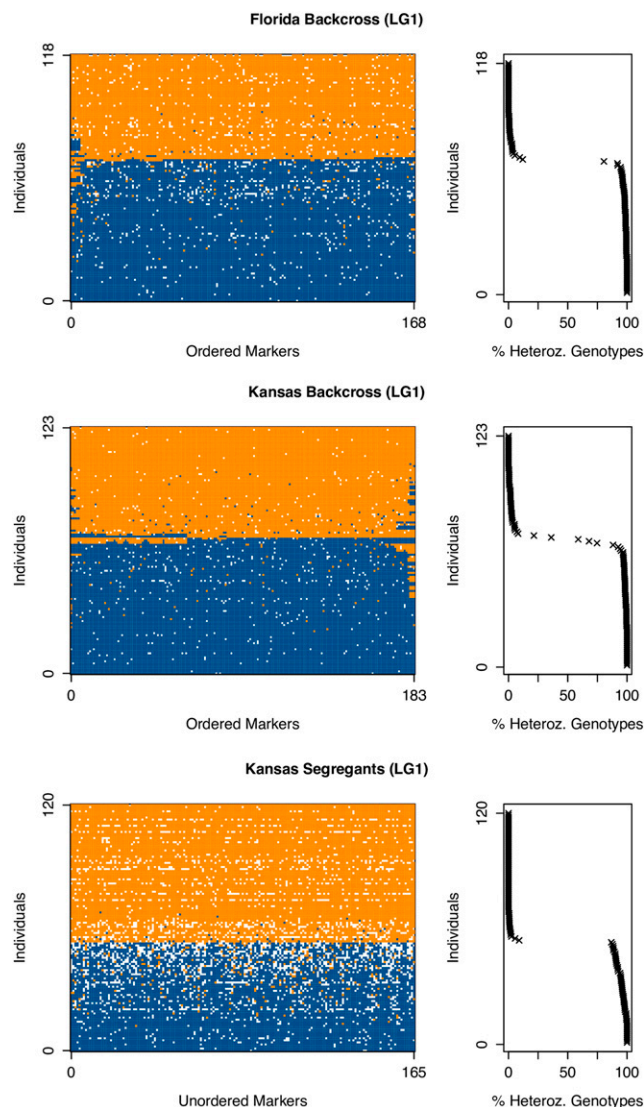 Florida Backcross (LG1)
118
Individuals
0
0
168
Ordered Markers
118
Individuals
0
0
50
100
% Heteroz. Genotypes
Kansas Backcross (LG1)
123
Individuals
0
0
183
Ordered Markers
123
Individuals
0
0
50
100
% Heteroz. Genotypes
Kansas Segregants (LG1)
120
Individuals
0
0
165
Unordered Markers
120
Individuals
0
0
50
100
% Heteroz. Genotypes